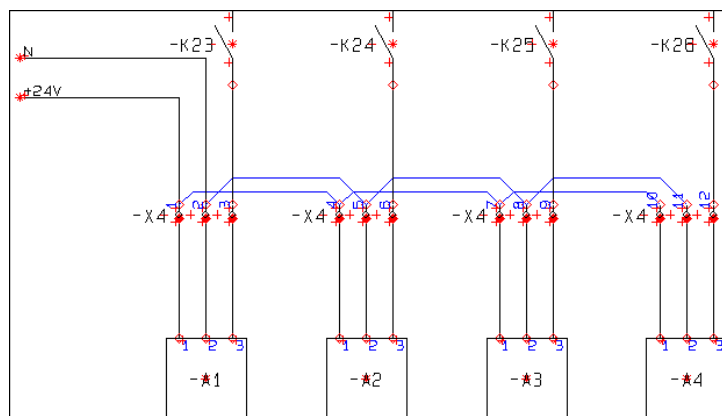 -K23 -K24 -K25 -K26
N
+24V
1 2 3 4 5 6 7 8 9 10 11 12
-X4 -X4 -X4 -X4
1 2 3 1 2 3 1 2 3 1 2 3
-A1 -A2 -A3 -A4